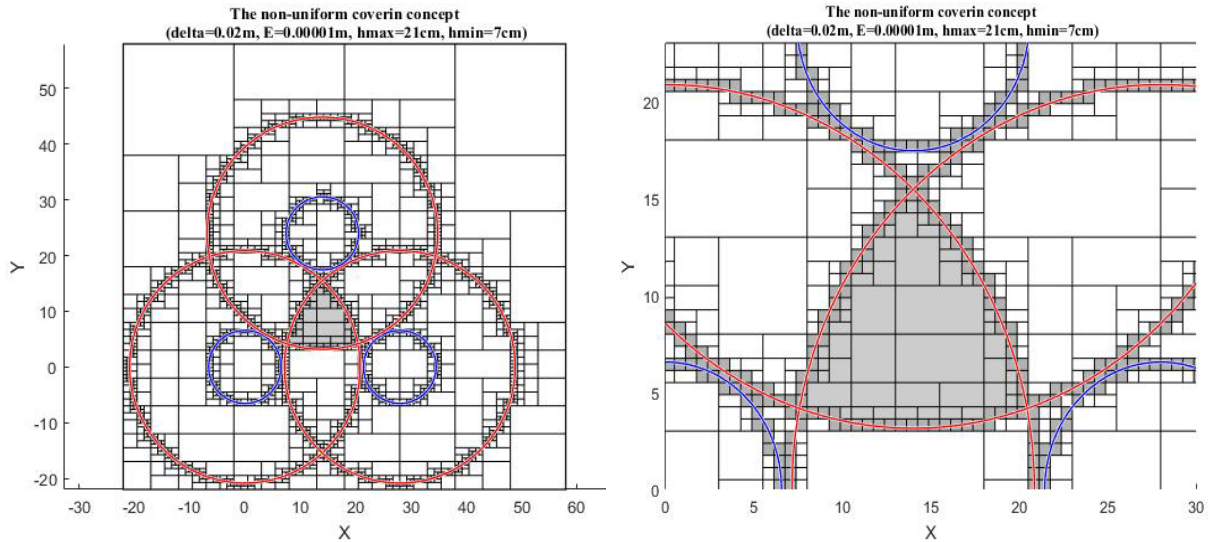 The non-uniform coverin concept
(delta=0.02m, E=0.00001m, hmax=21cm, hmin=7cm)
50
40
30
20
10
0
-10
-20
Y
-30 -20 -10 0 10 20 30 40 50 60
X
The non-uniform coverin concept
(delta=0.02m, E=0.00001m, hmax=21cm, hmin=7cm)
20
15
10
5
0
Y
0 5 10 15 20 25 30
X